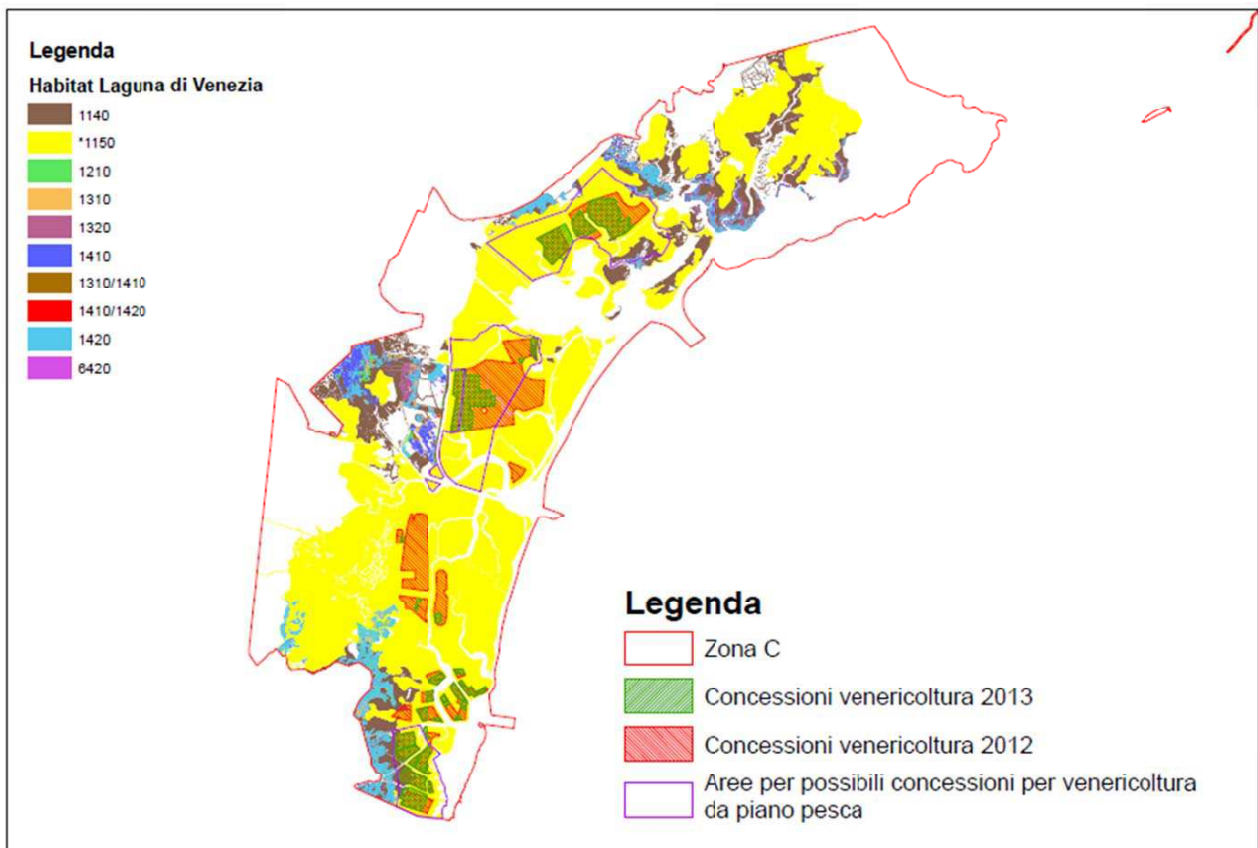 Legenda
Habitat Laguna di Venezia
1140
*1150
1210
1310
1320
1410
1310/1410
1410/1420
1420
6420
Legenda
Zona C
Concessioni venericoltura 2013
Concessioni venericoltura 2012
Aree per possibili concessioni per venericoltura
da piano pesca